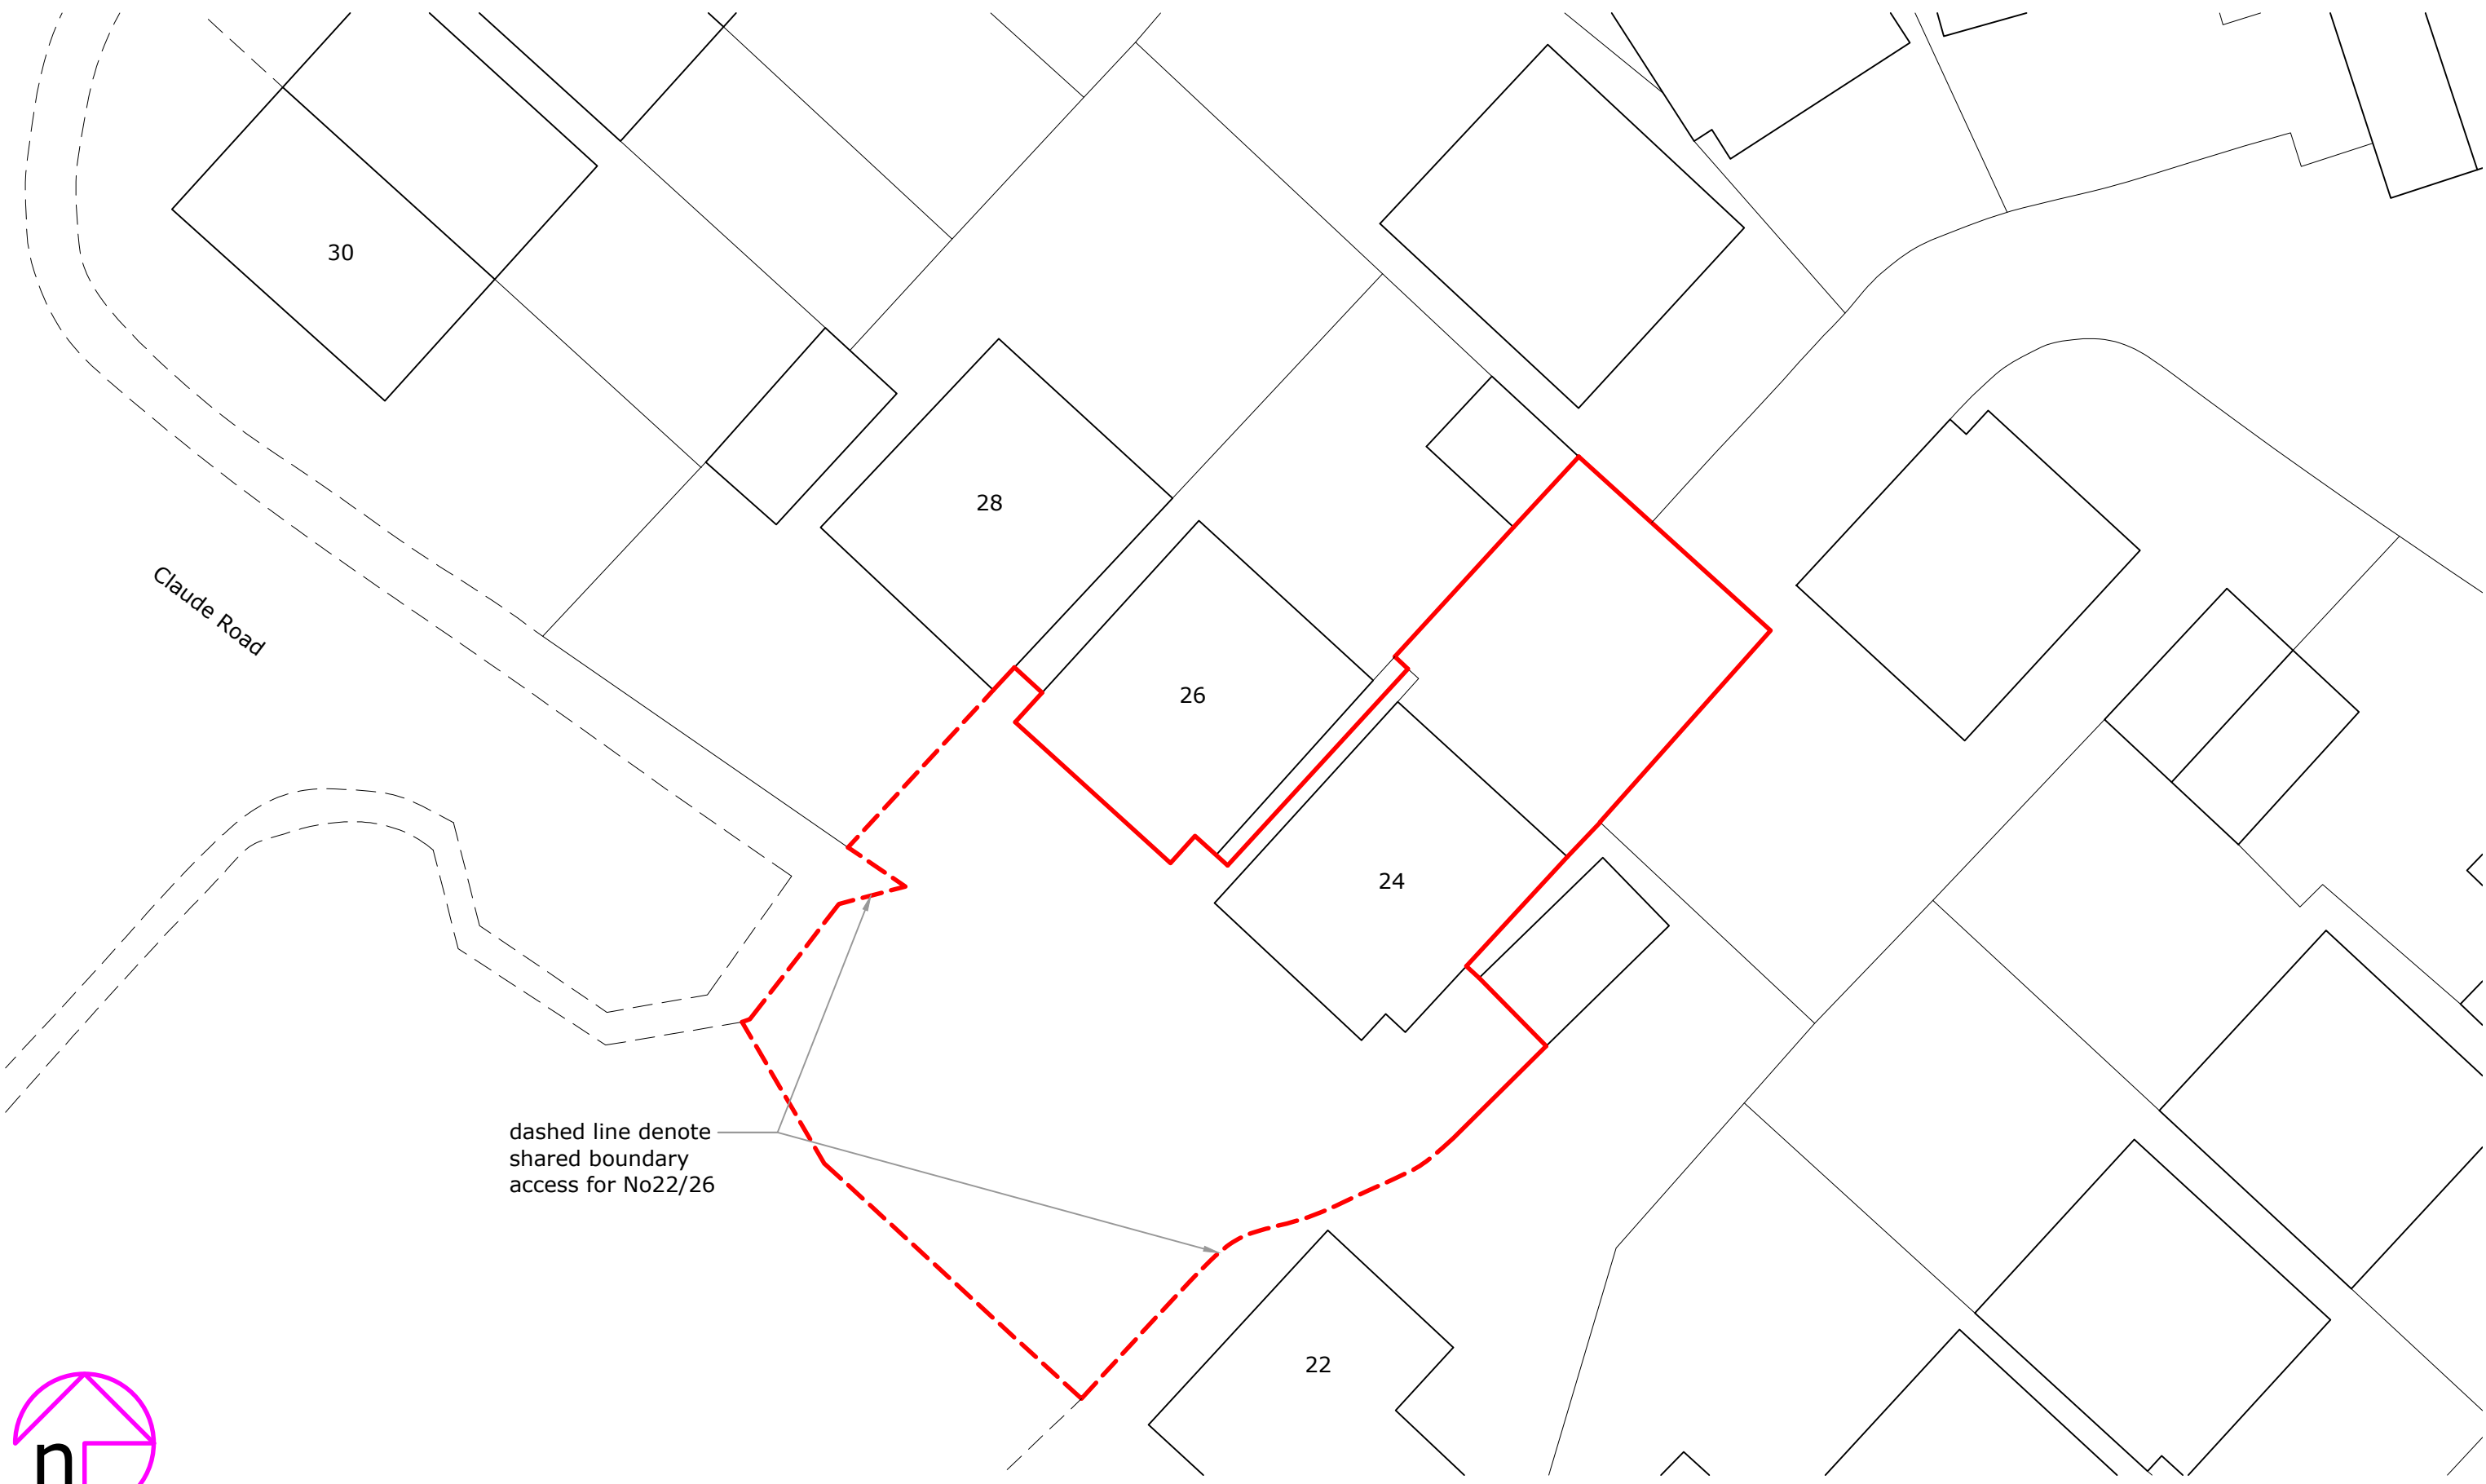 30
28
Claude Road
26
24
dashed line denote
shared boundary
access for No22/26
22
n